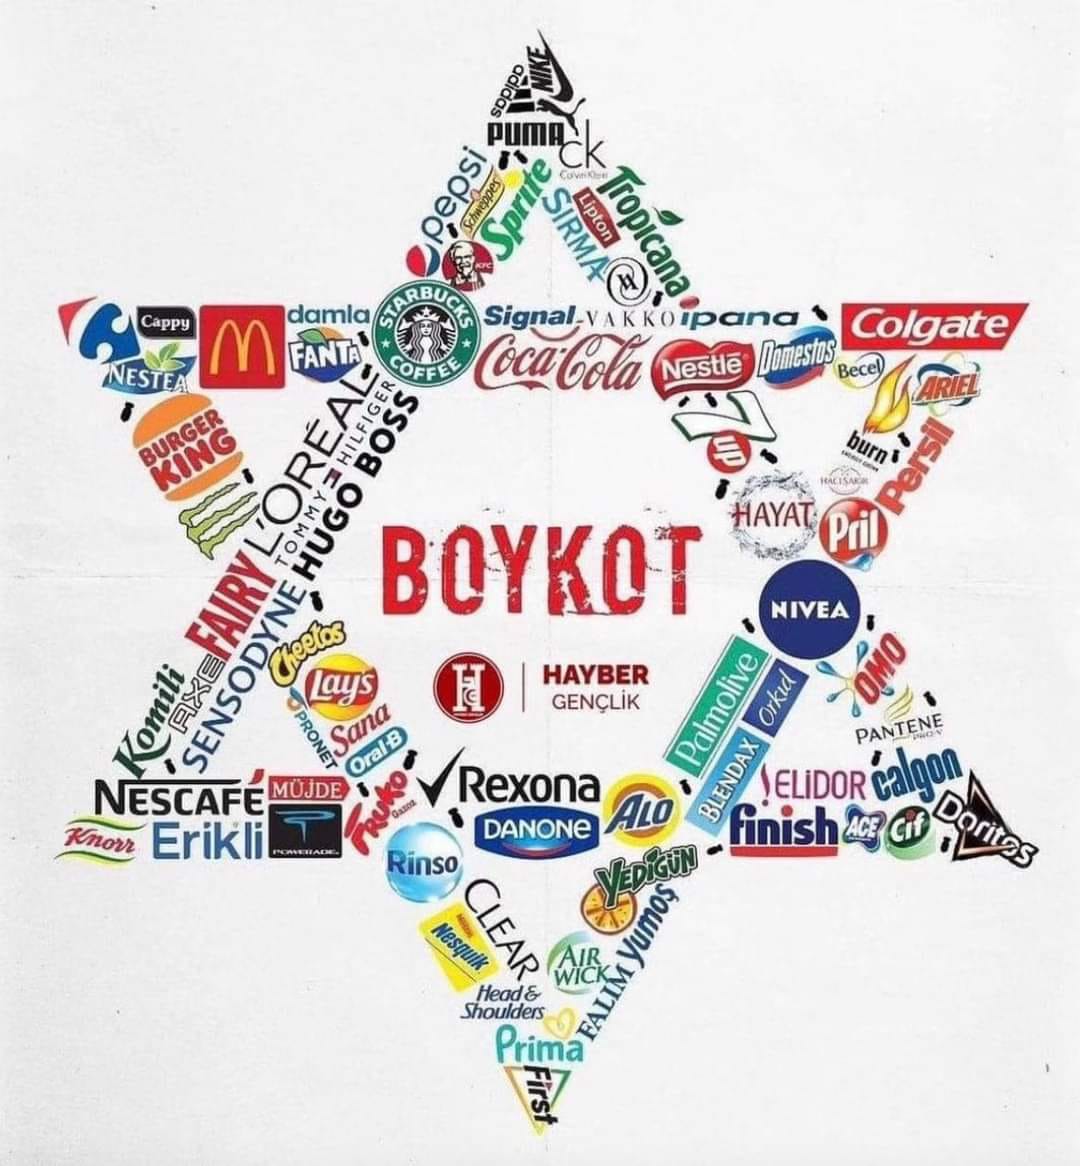 adidas
NIKE
PUMA
ck
Calvin Klein
pepsi
Schweppes
Sprite
SIRMA
Lipton
Tropicana
KFC
Cappy
damla
STARBUCKS
COFFEE
Signal
VAKKO
ipana
Colgate
NESTEA
FANTA
Coca-Cola
Nestlé
Domestos
Becel
ARIEL
BURGER
KING
L'ORÉAL
TOMMY HILFIGER
HUGO BOSS
7up
burn
ENERGY DRINK
Persil
HACI ŞAKİR
HAYAT
Pril
BOYKOT
FAIRY
SENSODYNE
NIVEA
HAYBER
GENÇLİK
Komili
AXE
Cheetos
Lay's
PRONET
Sana
Oral-B
Palmolive
Orkid
OMO
PANTENE
PRO-V
NESCAFÉ
MÜJDE
FRUKO
Gazoz
Rexona
ALO
BLENDAX
ELIDOR
calgon
Knorr
Erikli
POWERADE
DANONE
finish
ACE
Cif
Doritos
Rinso
YEDİGÜN
CLEAR
Nesquik
AIR
WICK
FALIM
Yumoş
Head &
Shoulders
Prima
First